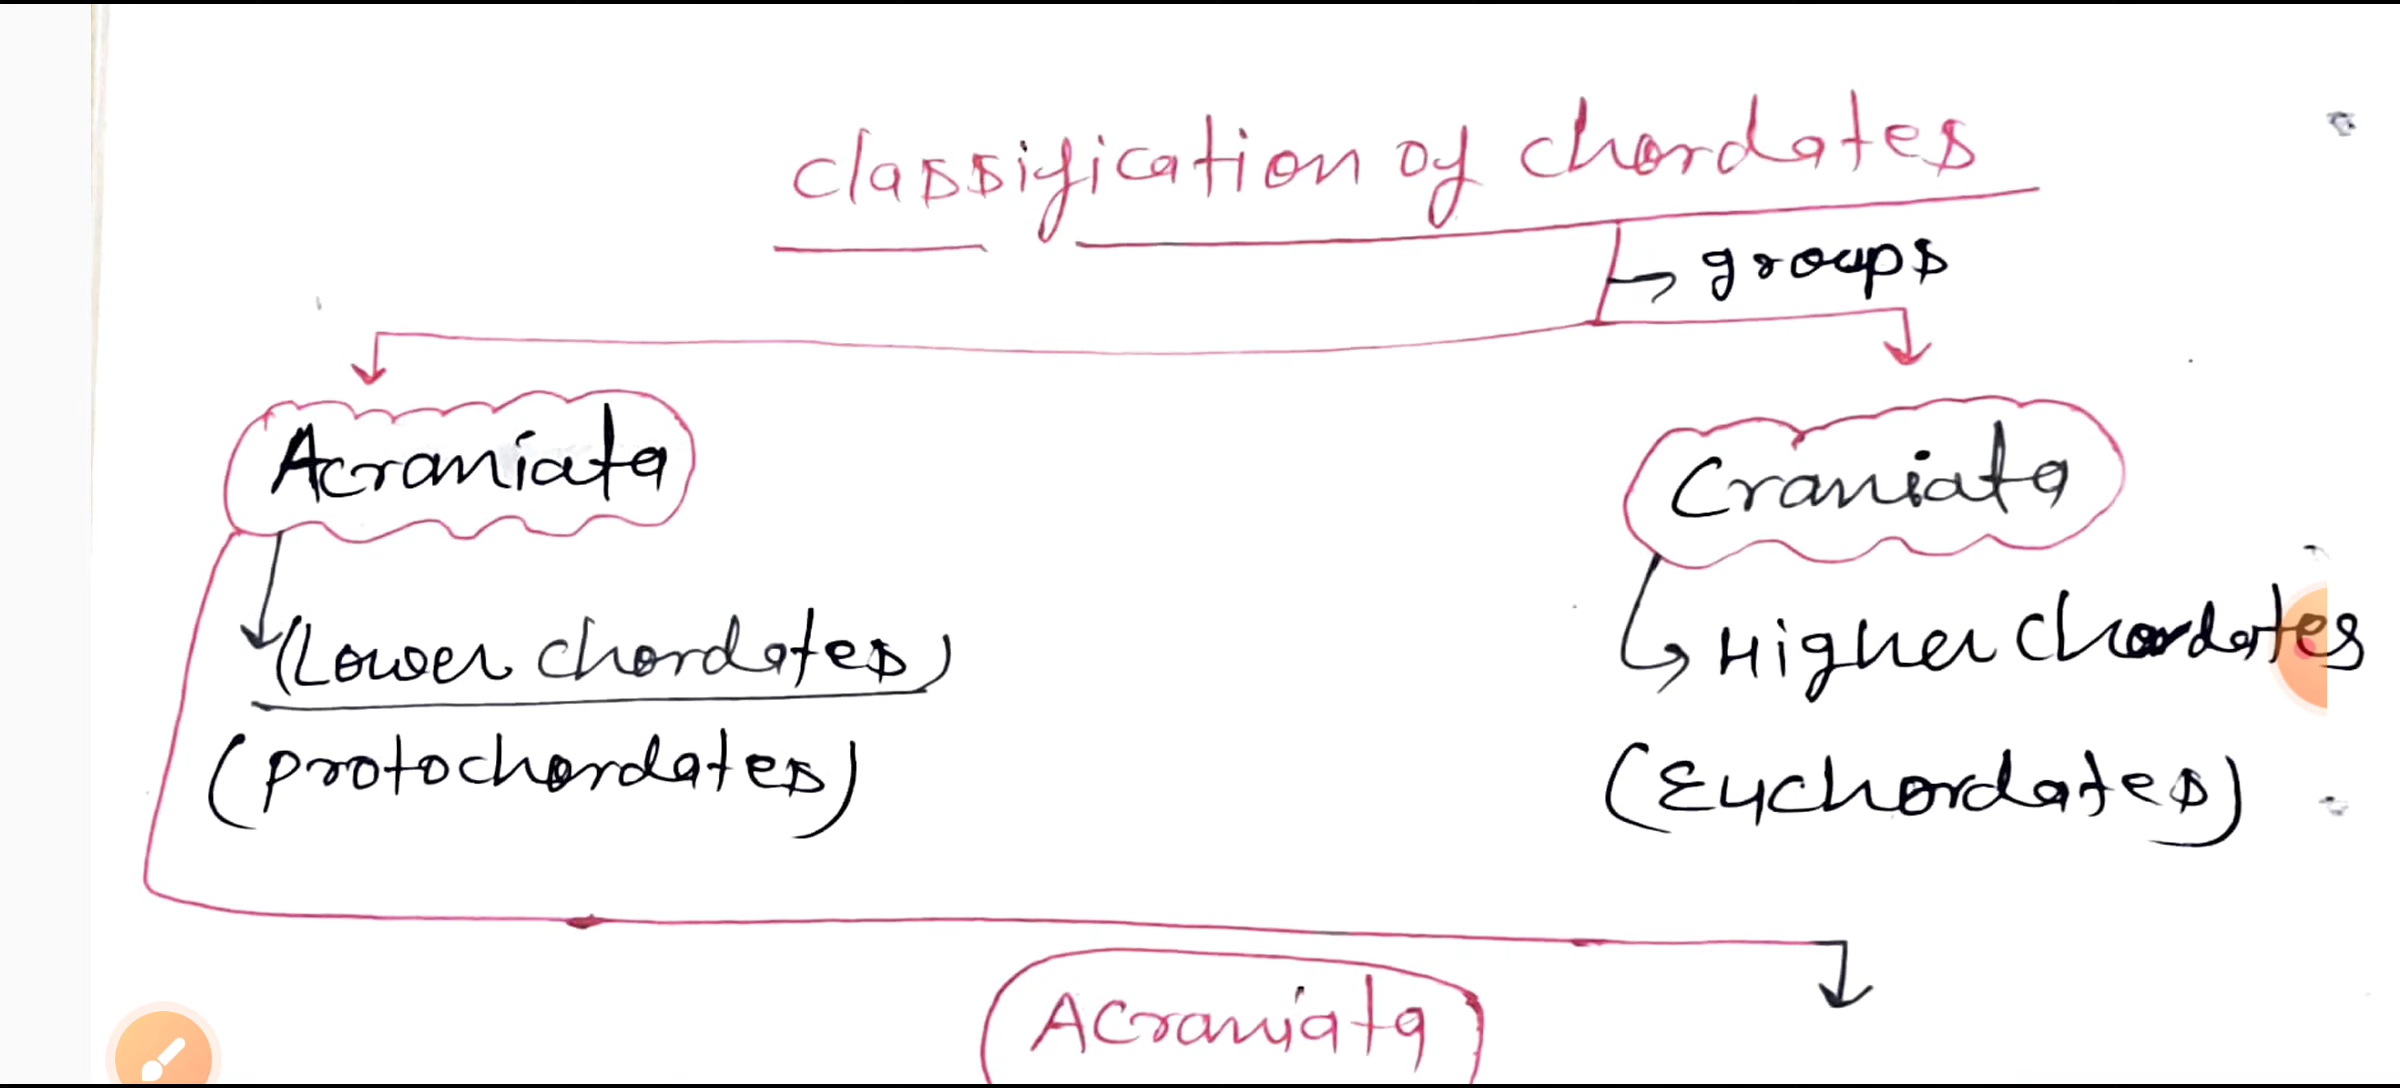 classification of chordates
groups
Acraniata
Craniata
(Lower chordates)
Higher chordates
(protochordates)
(Euchordates)
Acraniata